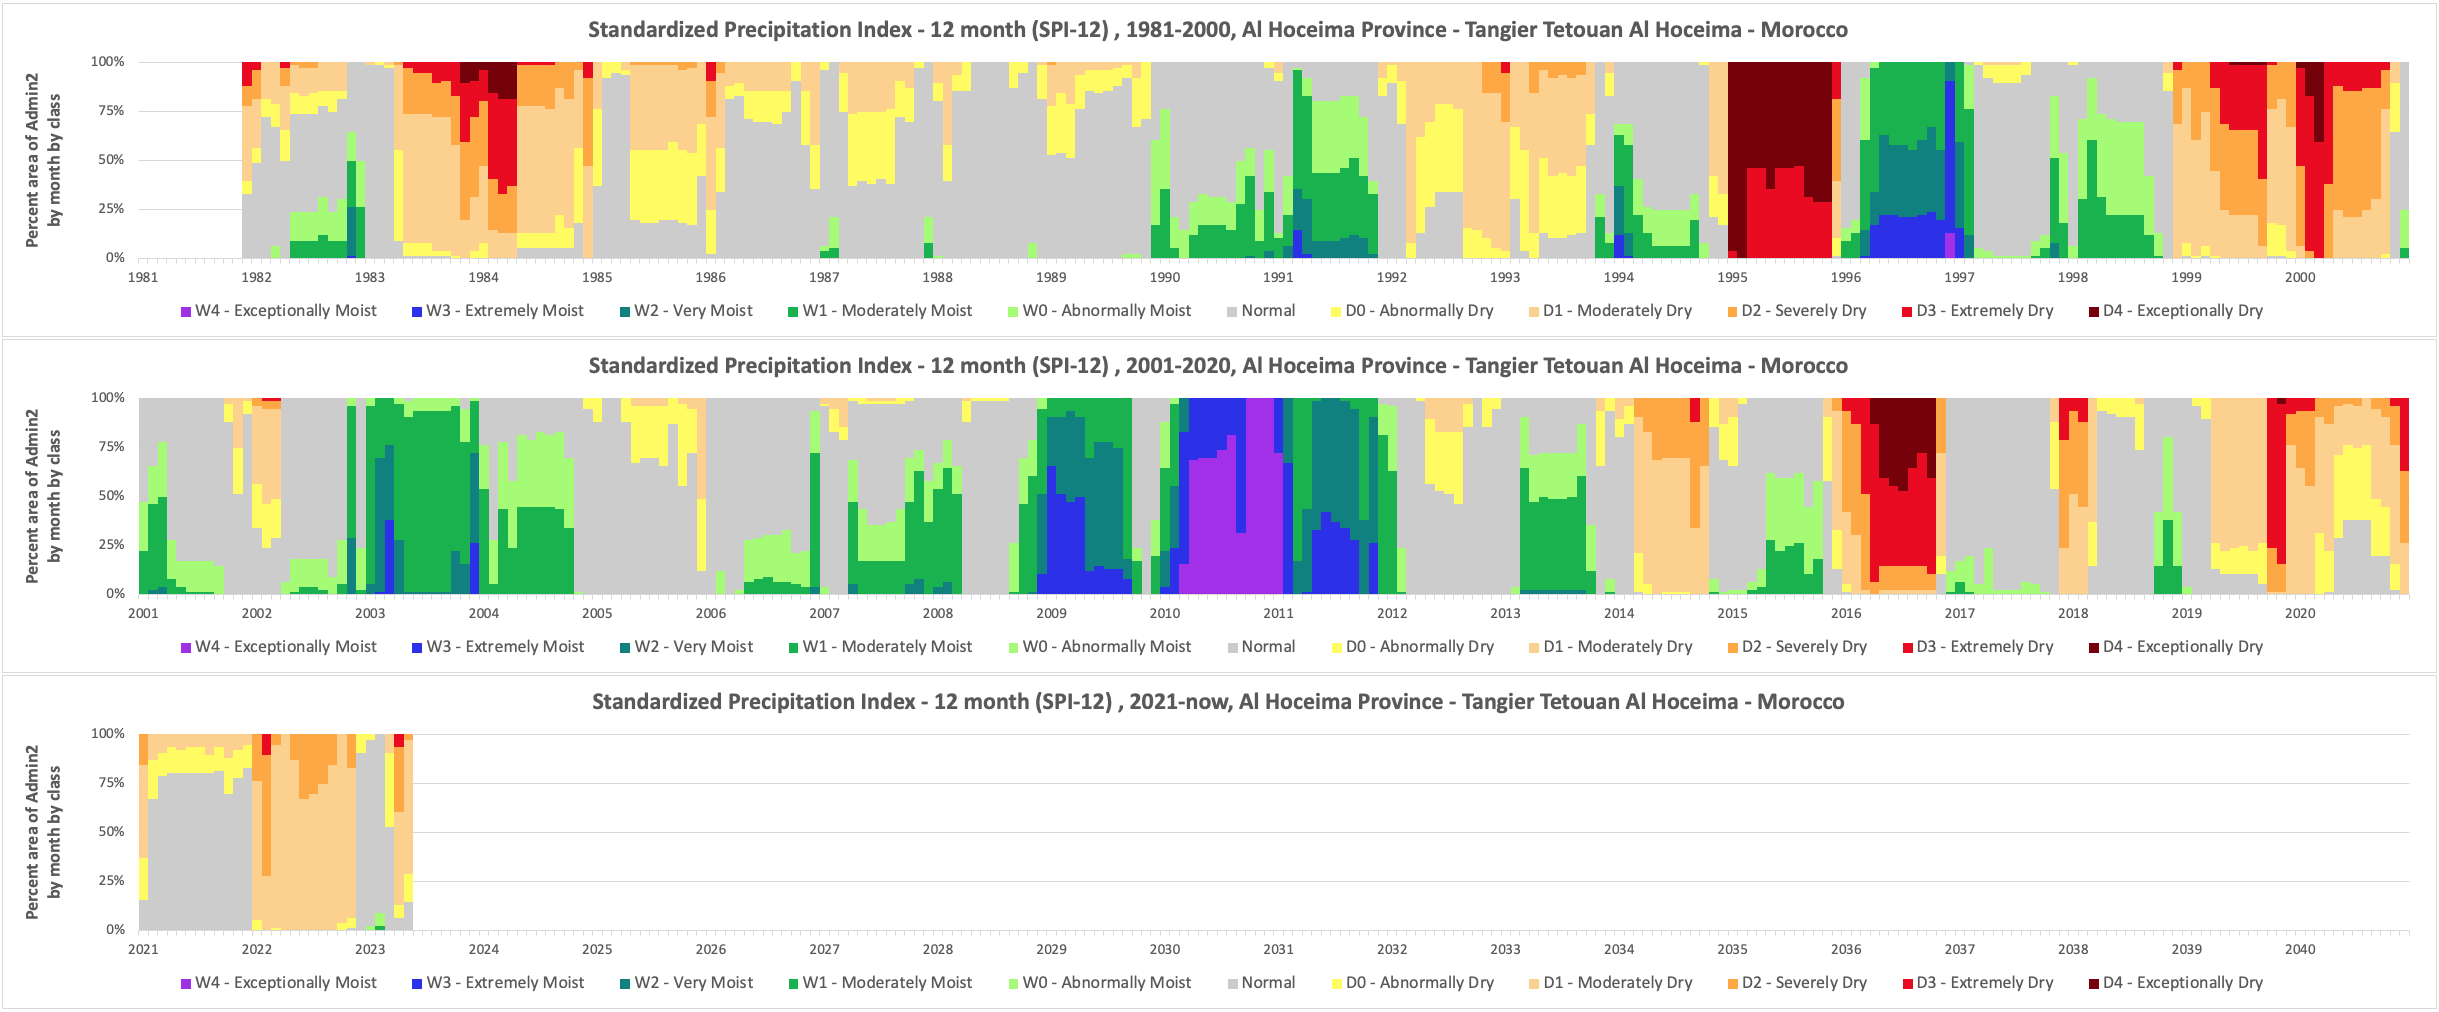 Standardized Precipitation Index - 12 month (SPI-12) , 1981-2000, Al Hoceima Province - Tangier Tetouan Al Hoceima - Morocco
Percent area of Admin2
by month by class
100%
75%
50%
25%
0%
1981 1982 1983 1984 1985 1986 1987 1988 1989 1990 1991 1992 1993 1994 1995 1996 1997 1998 1999 2000
W4 - Exceptionally Moist W3 - Extremely Moist W2 - Very Moist W1 - Moderately Moist W0 - Abnormally Moist Normal D0 - Abnormally Dry D1 - Moderately Dry D2 - Severely Dry D3 - Extremely Dry D4 - Exceptionally Dry
Standardized Precipitation Index - 12 month (SPI-12) , 2001-2020, Al Hoceima Province - Tangier Tetouan Al Hoceima - Morocco
Percent area of Admin2
by month by class
100%
75%
50%
25%
0%
2001 2002 2003 2004 2005 2006 2007 2008 2009 2010 2011 2012 2013 2014 2015 2016 2017 2018 2019 2020
W4 - Exceptionally Moist W3 - Extremely Moist W2 - Very Moist W1 - Moderately Moist W0 - Abnormally Moist Normal D0 - Abnormally Dry D1 - Moderately Dry D2 - Severely Dry D3 - Extremely Dry D4 - Exceptionally Dry
Standardized Precipitation Index - 12 month (SPI-12) , 2021-now, Al Hoceima Province - Tangier Tetouan Al Hoceima - Morocco
Percent area of Admin2
by month by class
100%
75%
50%
25%
0%
2021 2022 2023 2024 2025 2026 2027 2028 2029 2030 2031 2032 2033 2034 2035 2036 2037 2038 2039 2040
W4 - Exceptionally Moist W3 - Extremely Moist W2 - Very Moist W1 - Moderately Moist W0 - Abnormally Moist Normal D0 - Abnormally Dry D1 - Moderately Dry D2 - Severely Dry D3 - Extremely Dry D4 - Exceptionally Dry